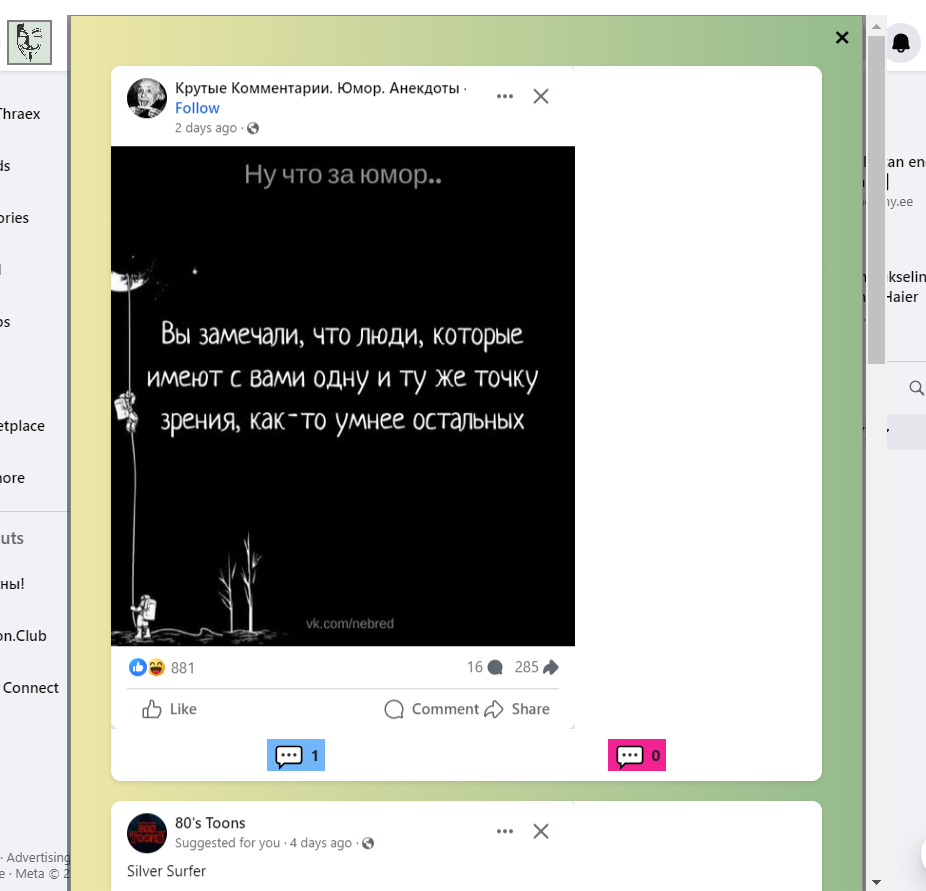 Крутые Комментарии. Юмор. Анекдоты ·
Follow
2 days ago ·
Ну что за юмор..
Вы замечали, что люди, которые
имеют с вами одну и ту же точку
зрения, как-то умнее остальных
vk.com/nebred
881
16 285
Like Comment Share
1 0
80's Toons
Suggested for you · 4 days ago ·
Silver Surfer
Thraex
ds
ories
ps
etplace
more
uts
ны!
on.Club
Connect
· Advertising
e · Meta © 2
can en
ny.ee
kselin
Haier